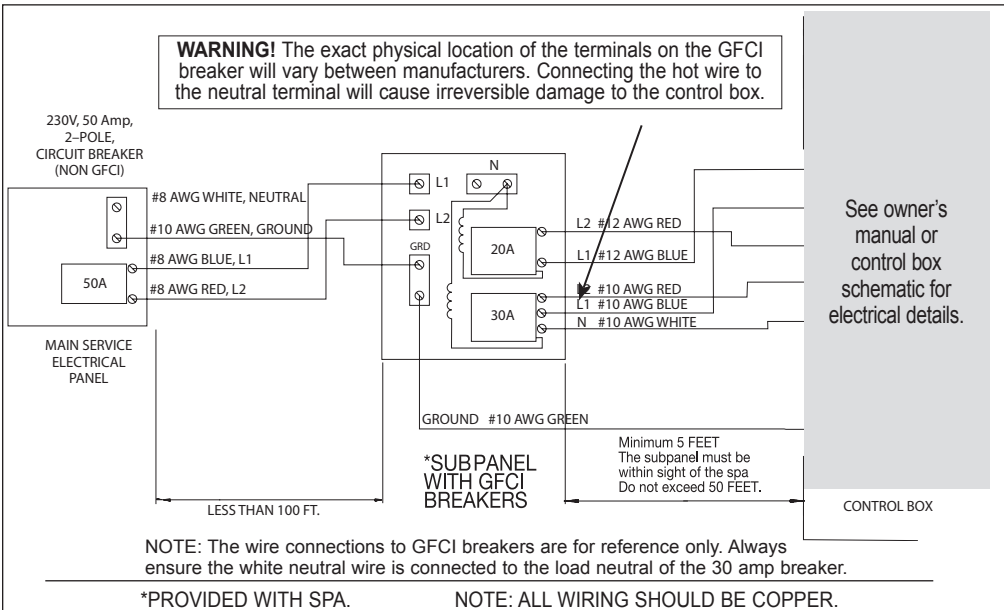 WARNING! The exact physical location of the terminals on the GFCI
breaker will vary between manufacturers. Connecting the hot wire to
the neutral terminal will cause irreversible damage to the control box.
230V, 50 Amp,
2–POLE,
CIRCUIT BREAKER
(NON GFCI)
#8 AWG WHITE, NEUTRAL
#10 AWG GREEN, GROUND
#8 AWG BLUE, L1
#8 AWG RED, L2
50A
MAIN SERVICE
ELECTRICAL
PANEL
L1
N
L2
GRD
20A
30A
L2 #12 AWG RED
L1 #12 AWG BLUE
L2 #10 AWG RED
L1 #10 AWG BLUE
N #10 AWG WHITE
GROUND #10 AWG GREEN
See owner's
manual or
control box
schematic for
electrical details.
*SUBPANEL
WITH GFCI
BREAKERS
Minimum 5 FEET
The subpanel must be
within sight of the spa
Do not exceed 50 FEET.
LESS THAN 100 FT.
CONTROL BOX
NOTE: The wire connections to GFCI breakers are for reference only. Always
ensure the white neutral wire is connected to the load neutral of the 30 amp breaker.
*PROVIDED WITH SPA. NOTE: ALL WIRING SHOULD BE COPPER.